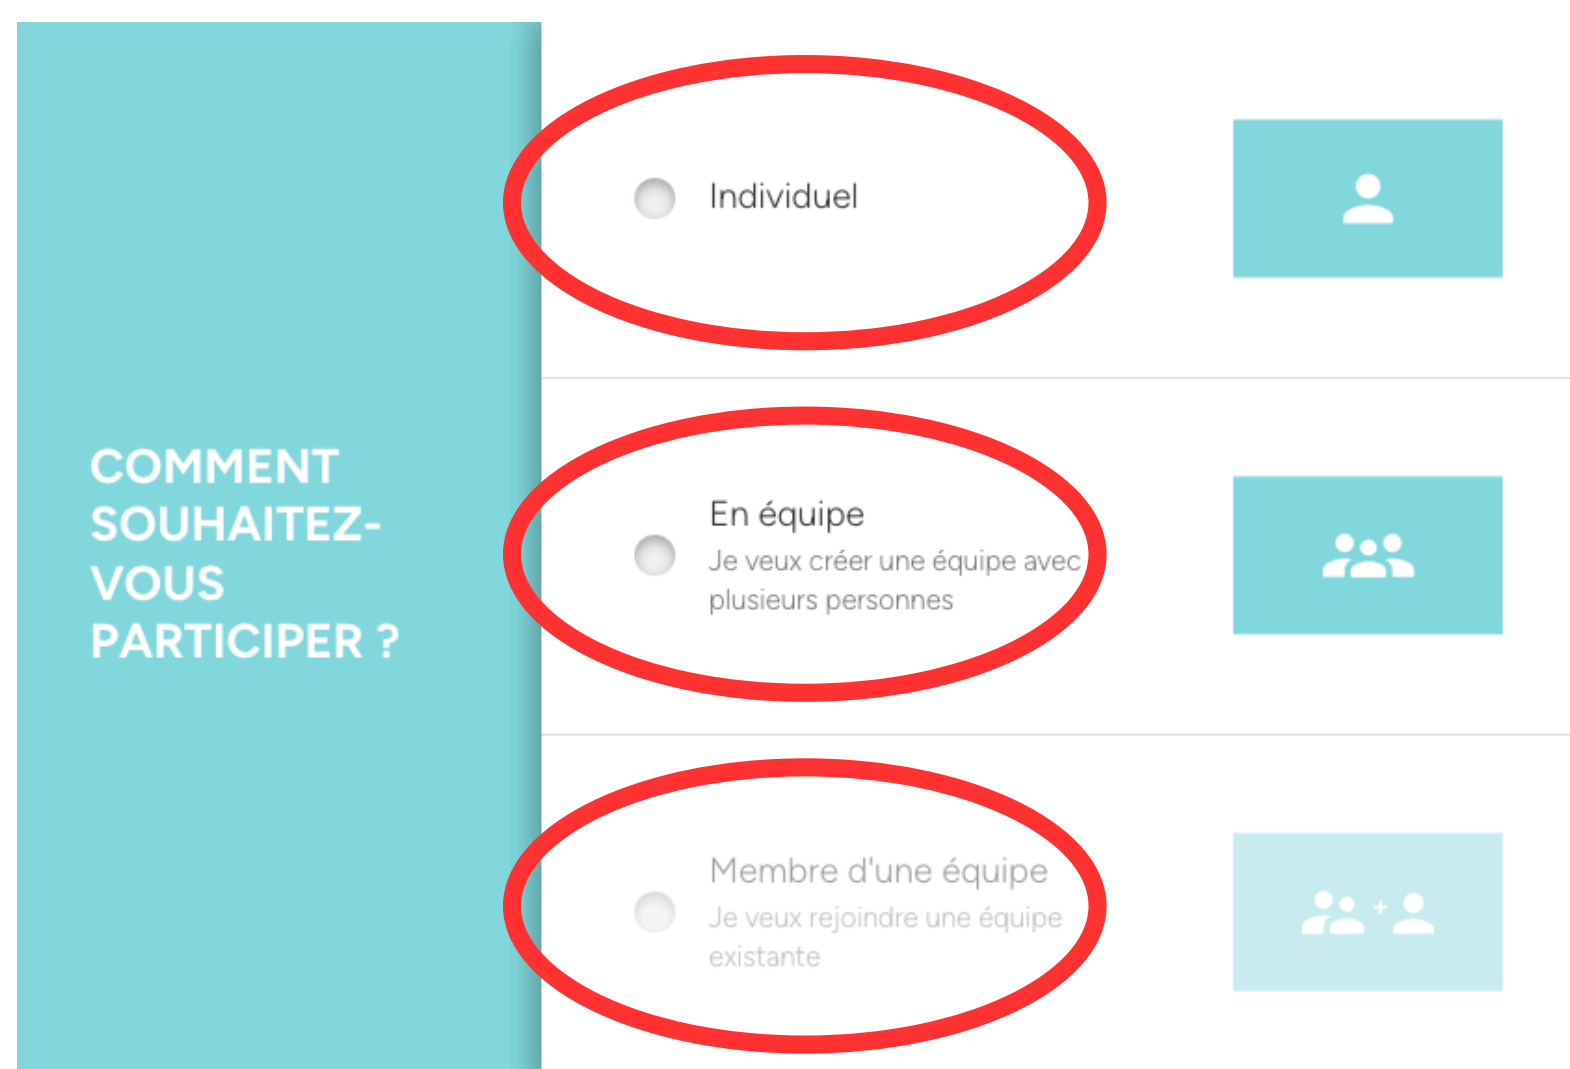 COMMENT
SOUHAITEZ-
VOUS
PARTICIPER ?
Individuel
En équipe
Je veux créer une équipe avec
plusieurs personnes
Membre d'une équipe
Je veux rejoindre une équipe
existante